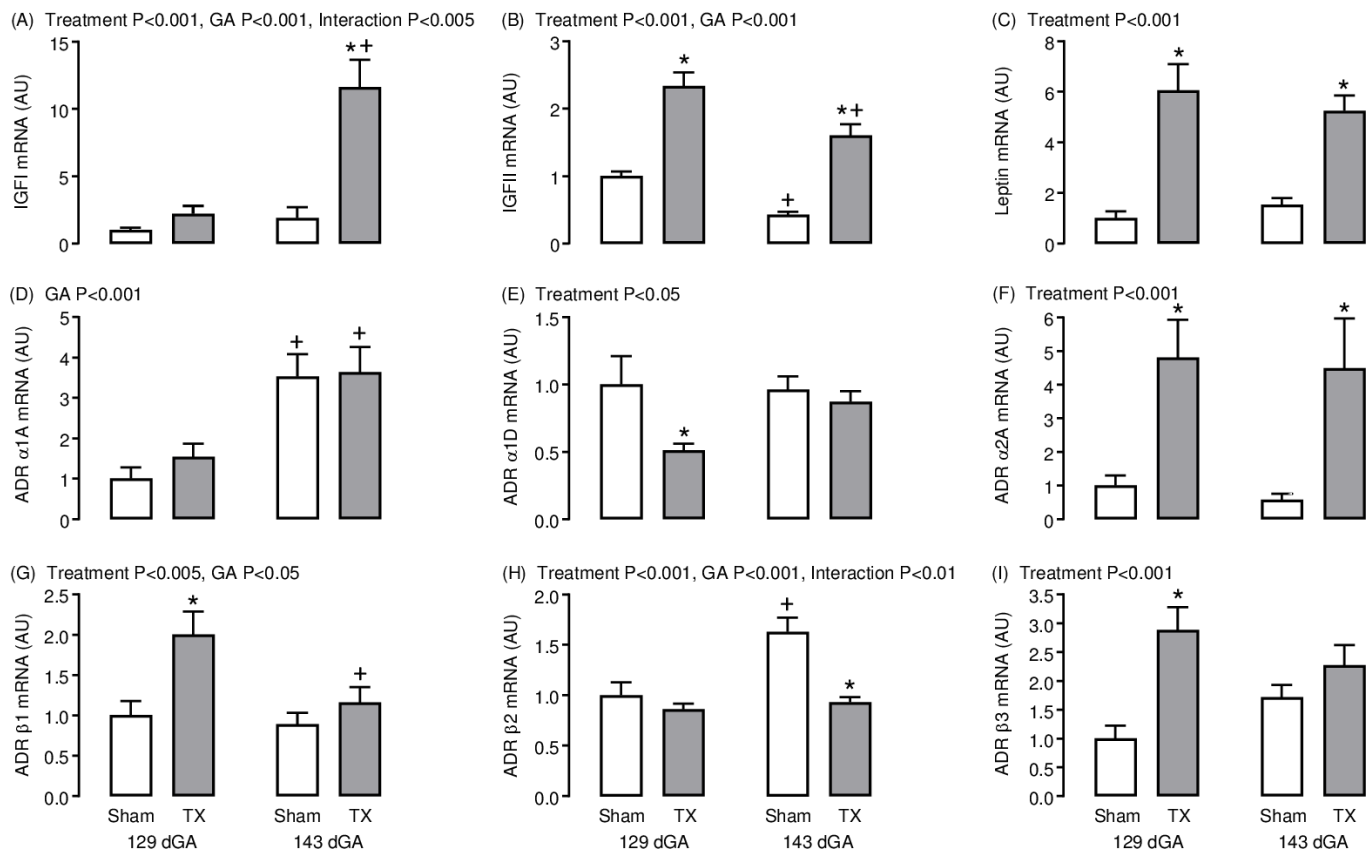 (A) Treatment P<0.001, GA P<0.001, Interaction P<0.005
IGFI mRNA (AU)
15
10
5
0
*+
(B) Treatment P<0.001, GA P<0.001
IGFII mRNA (AU)
3
2
1
0
*
+
*+
(C) Treatment P<0.001
Leptin mRNA (AU)
8
6
4
2
0
*
*
(D) GA P<0.001
ADR α1A mRNA (AU)
5
4
3
2
1
0
+
+
(E) Treatment P<0.05
ADR α1D mRNA (AU)
1.5
1.0
0.5
0.0
*
(F) Treatment P<0.001
ADR α2A mRNA (AU)
6
5
4
3
2
1
0
*
*
(G) Treatment P<0.005, GA P<0.05
ADR β1 mRNA (AU)
2.5
2.0
1.5
1.0
0.5
0.0
*
+
Sham TX Sham TX
129 dGA 143 dGA
(H) Treatment P<0.001, GA P<0.001, Interaction P<0.01
ADR β2 mRNA (AU)
2.0
1.5
1.0
0.5
0.0
+
*
Sham TX Sham TX
129 dGA 143 dGA
(I) Treatment P<0.001
ADR β3 mRNA (AU)
3.5
3.0
2.5
2.0
1.5
1.0
0.5
0.0
*
Sham TX Sham TX
129 dGA 143 dGA